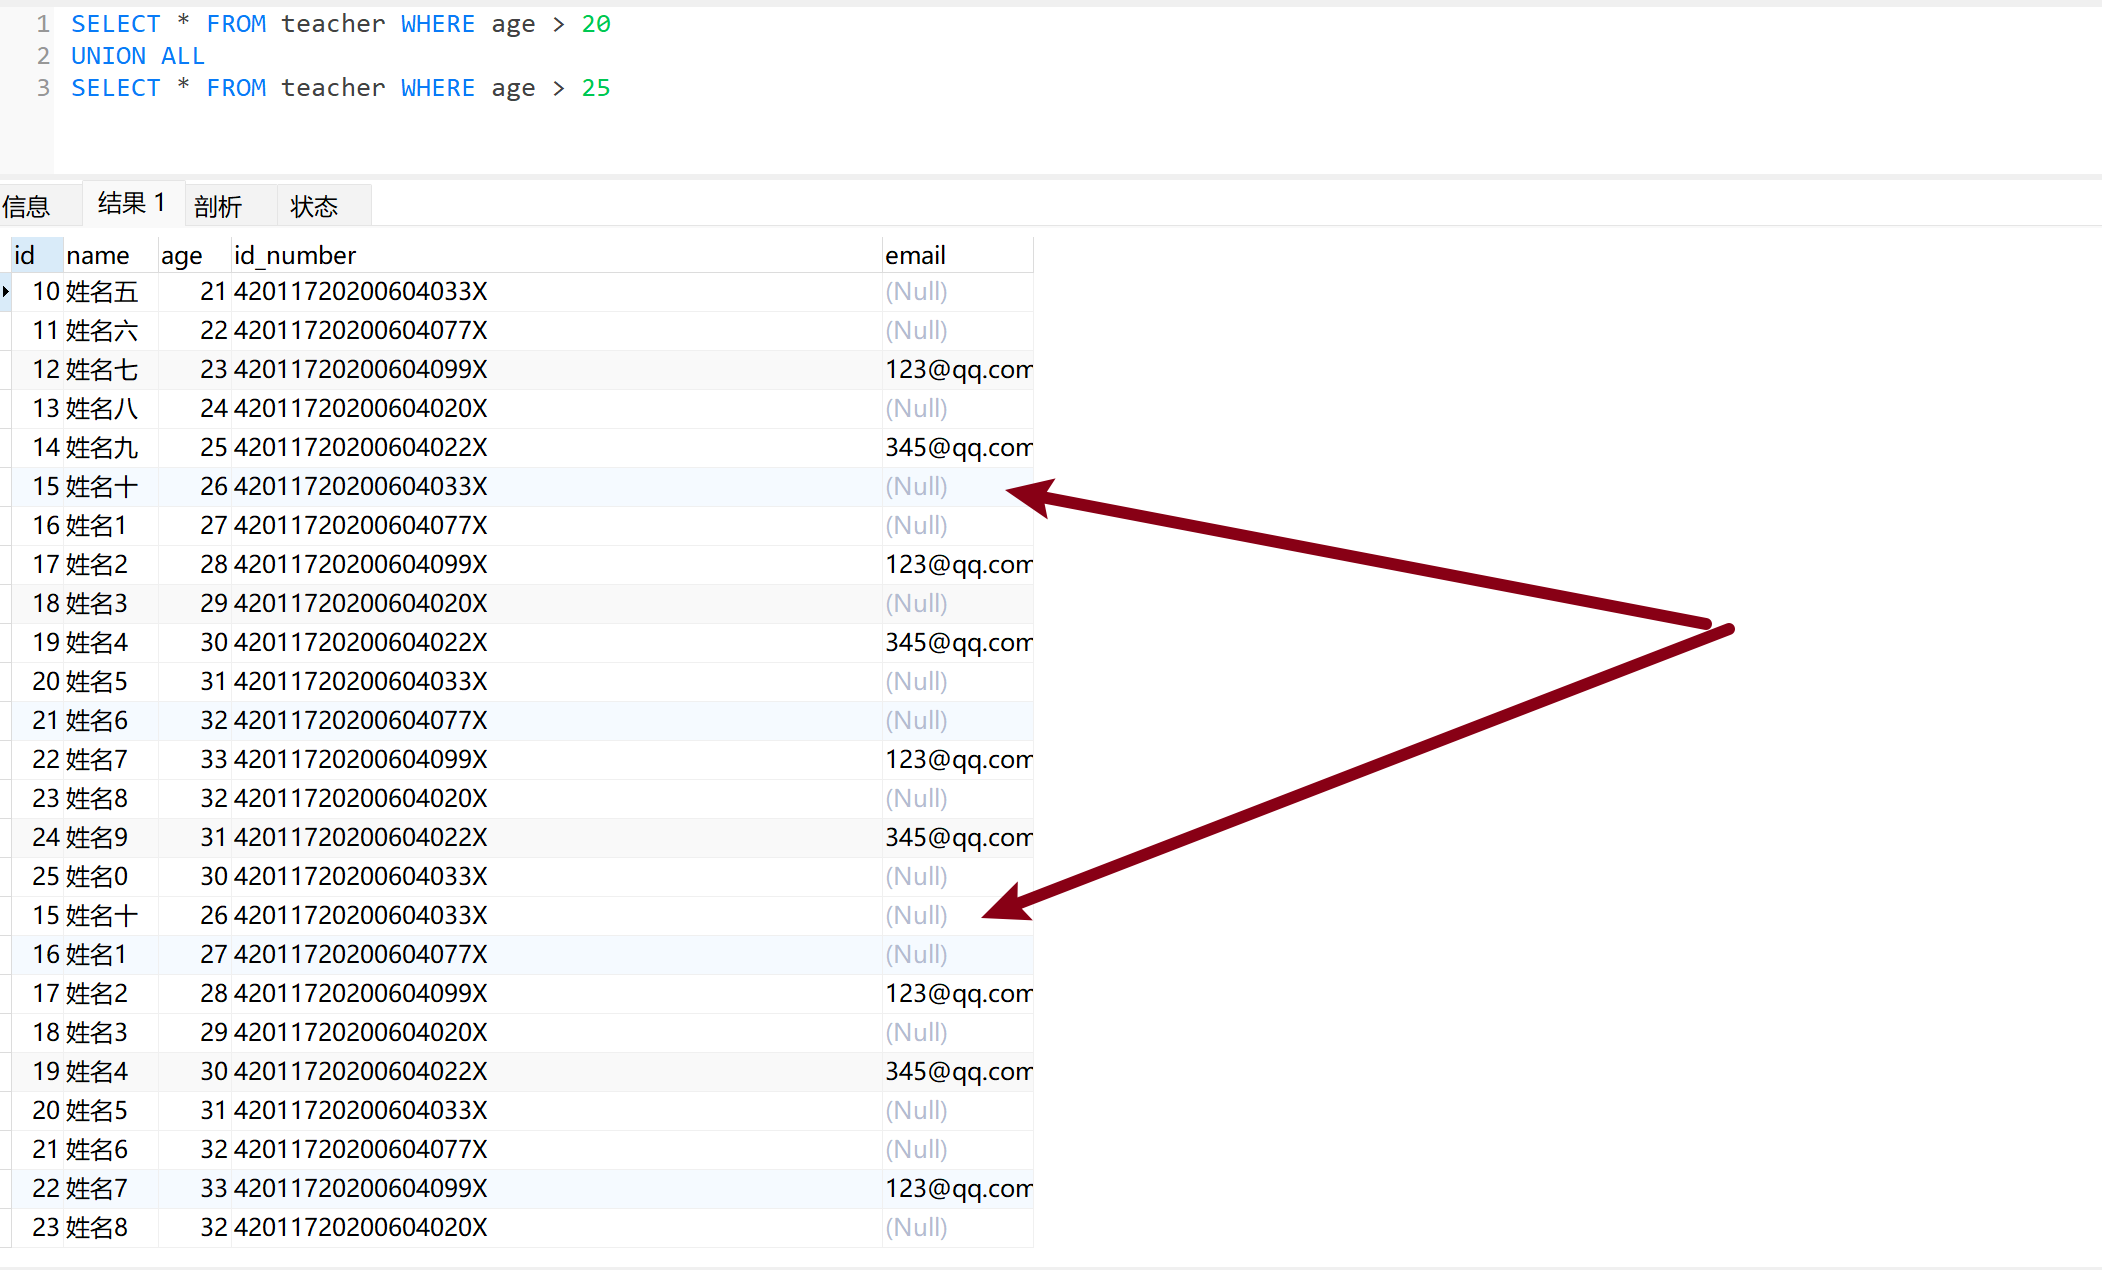 1 SELECT * FROM teacher WHERE age > 20
2 UNION ALL
3 SELECT * FROM teacher WHERE age > 25
信息 结果 1 剖析 状态
id name age id_number email
10 姓名五 21 42011720200604033X (Null)
11 姓名六 22 42011720200604077X (Null)
12 姓名七 23 42011720200604099X 123@qq.com
13 姓名八 24 42011720200604020X (Null)
14 姓名九 25 42011720200604022X 345@qq.com
15 姓名十 26 42011720200604033X (Null)
16 姓名1 27 42011720200604077X (Null)
17 姓名2 28 42011720200604099X 123@qq.com
18 姓名3 29 42011720200604020X (Null)
19 姓名4 30 42011720200604022X 345@qq.com
20 姓名5 31 42011720200604033X (Null)
21 姓名6 32 42011720200604077X (Null)
22 姓名7 33 42011720200604099X 123@qq.com
23 姓名8 32 42011720200604020X (Null)
24 姓名9 31 42011720200604022X 345@qq.com
25 姓名0 30 42011720200604033X (Null)
15 姓名十 26 42011720200604033X (Null)
16 姓名1 27 42011720200604077X (Null)
17 姓名2 28 42011720200604099X 123@qq.com
18 姓名3 29 42011720200604020X (Null)
19 姓名4 30 42011720200604022X 345@qq.com
20 姓名5 31 42011720200604033X (Null)
21 姓名6 32 42011720200604077X (Null)
22 姓名7 33 42011720200604099X 123@qq.com
23 姓名8 32 42011720200604020X (Null)